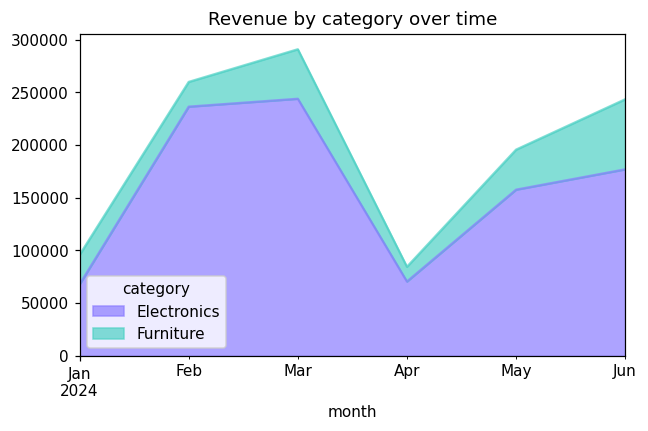 Revenue by category over time
300000
250000
200000
150000
100000
50000
0
category
Electronics
Furniture
Jan Feb Mar Apr May Jun
2024
month